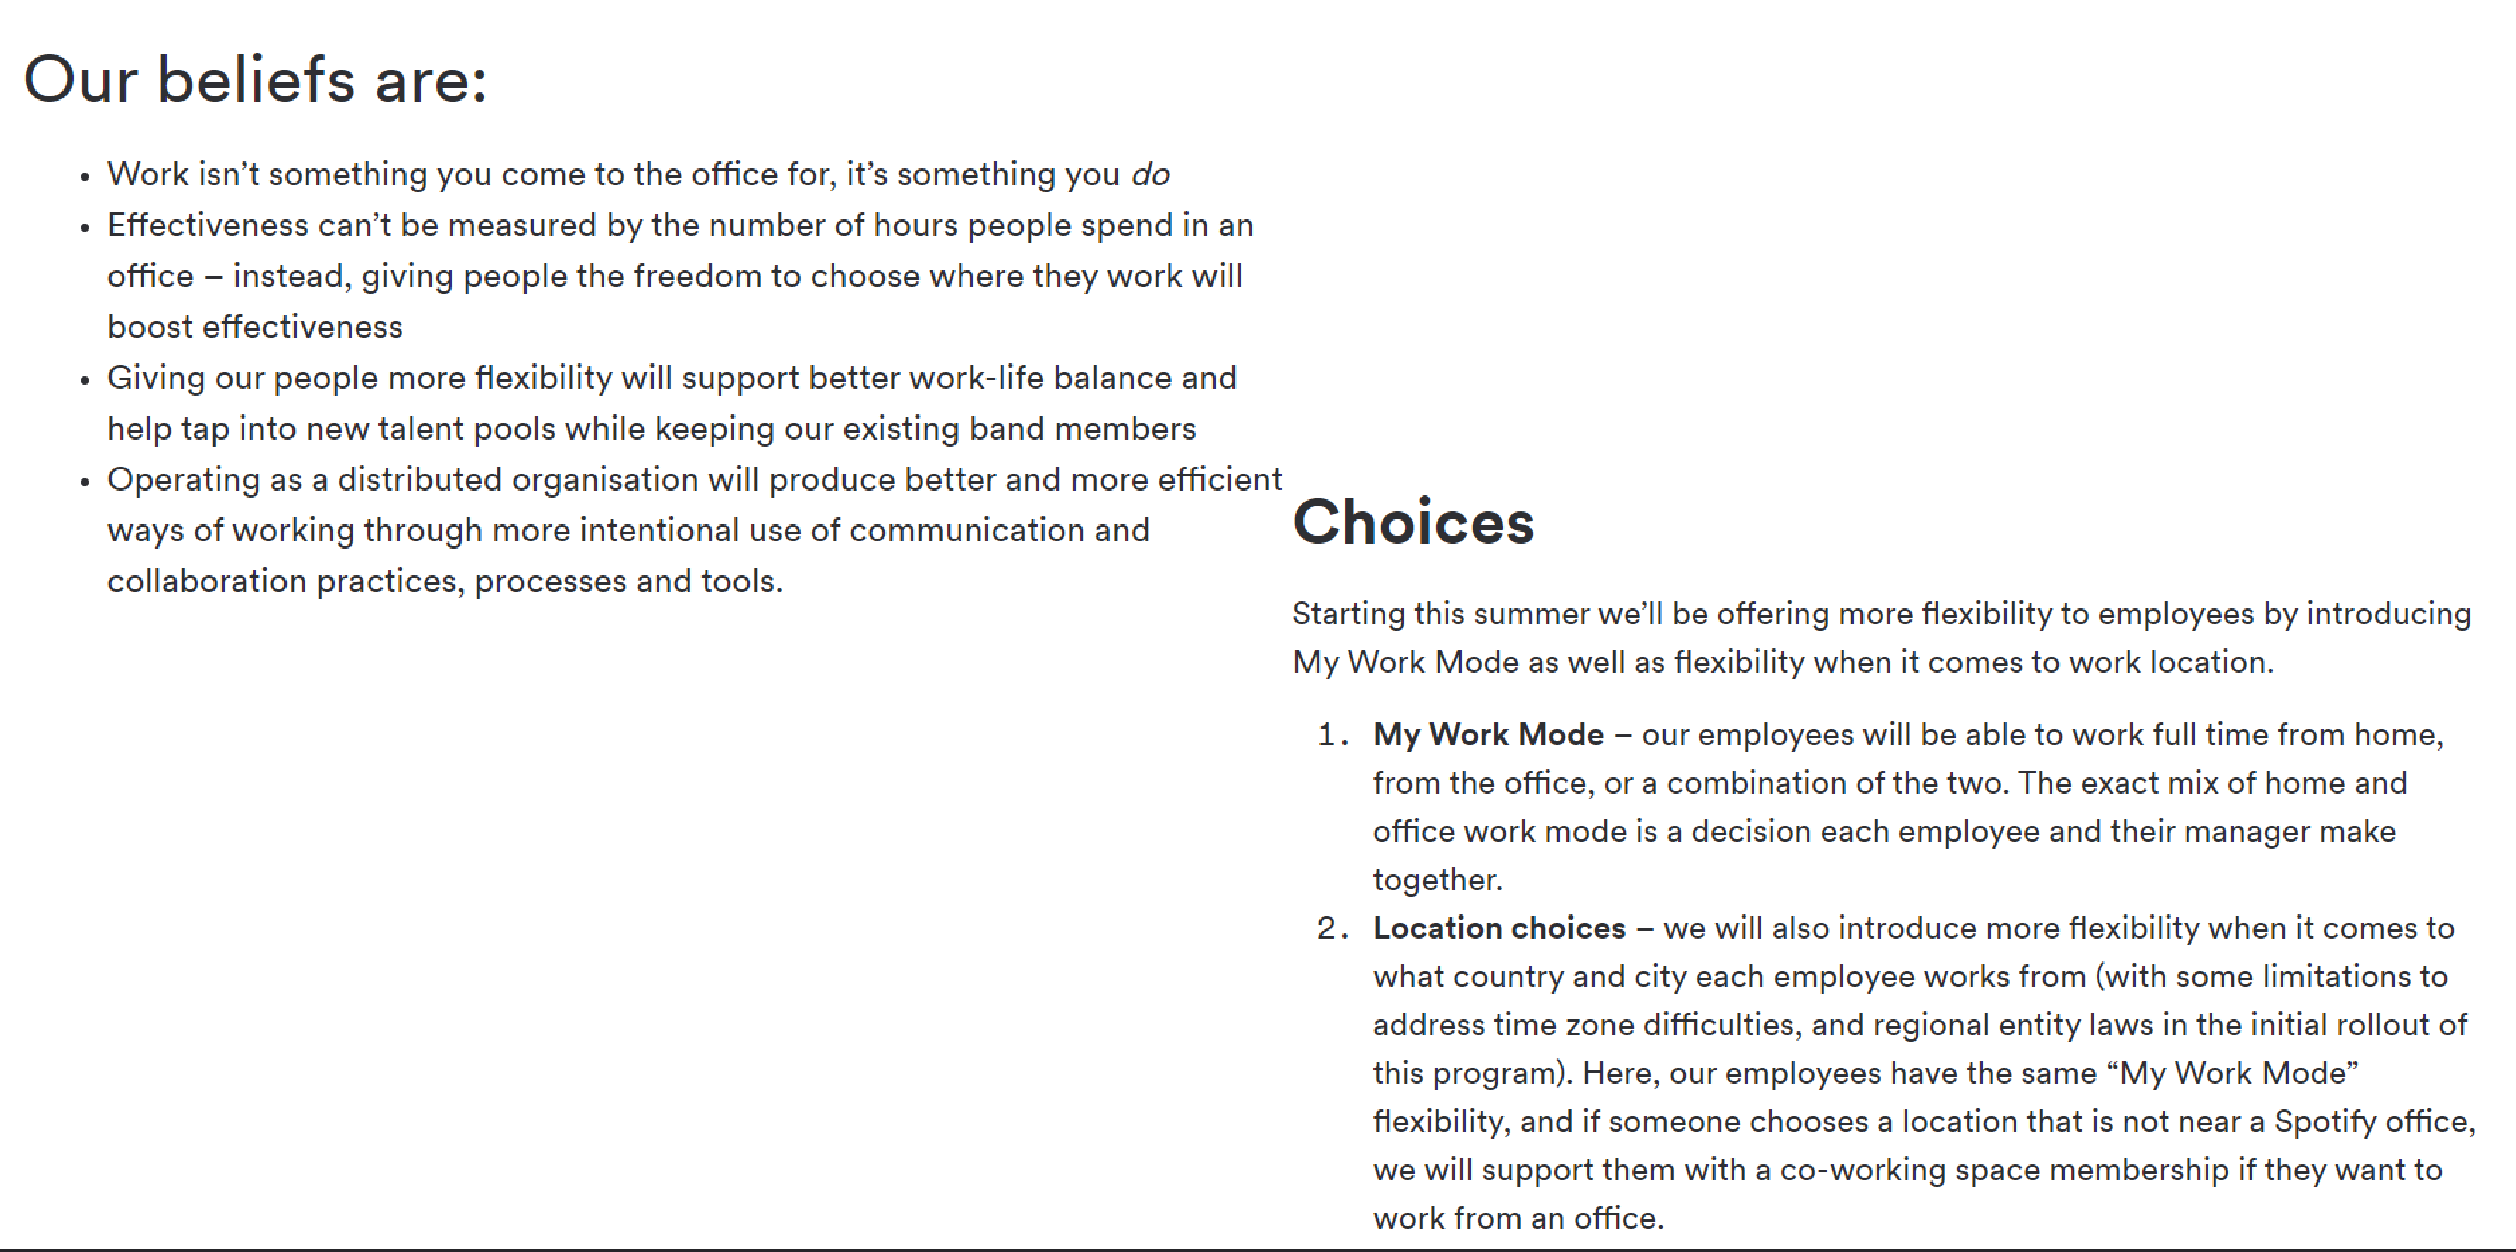 Our beliefs are:
• Work isn’t something you come to the office for, it’s something you do
• Effectiveness can’t be measured by the number of hours people spend in an
office – instead, giving people the freedom to choose where they work will
boost effectiveness
• Giving our people more flexibility will support better work-life balance and
help tap into new talent pools while keeping our existing band members
• Operating as a distributed organisation will produce better and more efficient
ways of working through more intentional use of communication and
collaboration practices, processes and tools.
Choices
Starting this summer we’ll be offering more flexibility to employees by introducing
My Work Mode as well as flexibility when it comes to work location.
1. My Work Mode – our employees will be able to work full time from home,
from the office, or a combination of the two. The exact mix of home and
office work mode is a decision each employee and their manager make
together.
2. Location choices – we will also introduce more flexibility when it comes to
what country and city each employee works from (with some limitations to
address time zone difficulties, and regional entity laws in the initial rollout of
this program). Here, our employees have the same “My Work Mode”
flexibility, and if someone chooses a location that is not near a Spotify office,
we will support them with a co-working space membership if they want to
work from an office.